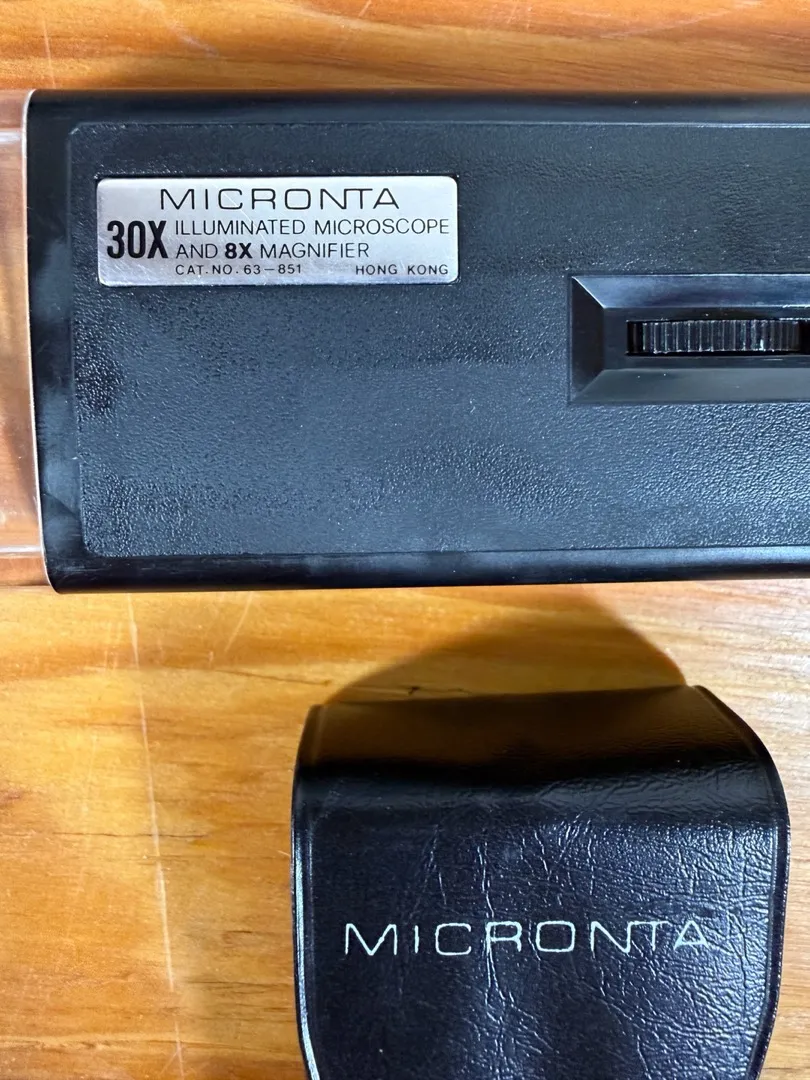 MICRONTA
30X ILLUMINATED MICROSCOPE
AND 8X MAGNIFIER
CAT. NO. 63-851 HONG KONG
MICRONTA